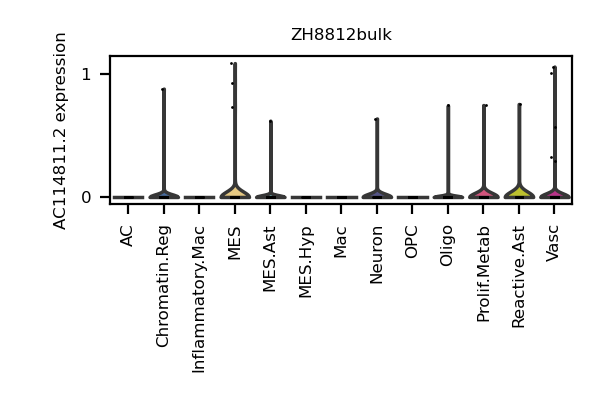 ZH8812bulk
AC114811.2 expression
1
0
AC
Chromatin.Reg
Inflammatory.Mac
MES
MES.Ast
MES.Hyp
Mac
Neuron
OPC
Oligo
Prolif.Metab
Reactive.Ast
Vasc